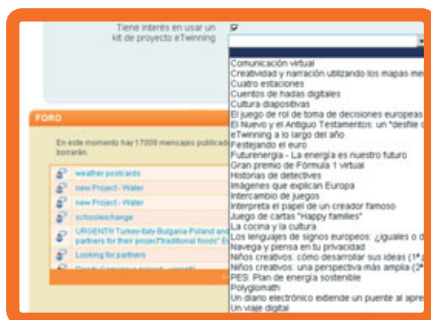 Tiene interés en usar un
kit de proyecto eTwinning
Comunicación virtual
Creatividad y narración utilizando los mapas me
Cuatro estaciones
Cuentos de hadas digitales
Cultura diapositivas
El juego de rol de toma de decisiones europeas
El Nuevo y el Antiguo Testamentos: un "desfile d
eTwinning a lo largo del año
Festejando el euro
Futurenergia - La energía es nuestro futuro
Gran premio de Fórmula 1 virtual
Historias de detectives
Imágenes que explican Europa
Intercambio de juegos
Interpreta el papel de un creador famoso
Juego de cartas "Happy families"
La cocina y la cultura
Los lenguajes de signos europeos: ¿iguales o d
Navega y piensa en tu privacidad
Niños creativos: cómo desarrollar sus ideas (1ª p
Niños creativos: una perspectiva más amplia (2ª
PES: Plan de energía sostenible
Polyglomath
Un diario electrónico extiende un puente al apre
Un viaje digital
FORO
En este momento hay 17009 mensajes publicad
borrarán.
weather postcards
new Project - Water
new Project - Water
schoolexchange
URGENT!!! Turkey-Italy-Bulgaria-Poland and
partners for their project"traditional foods"
Looking for partners